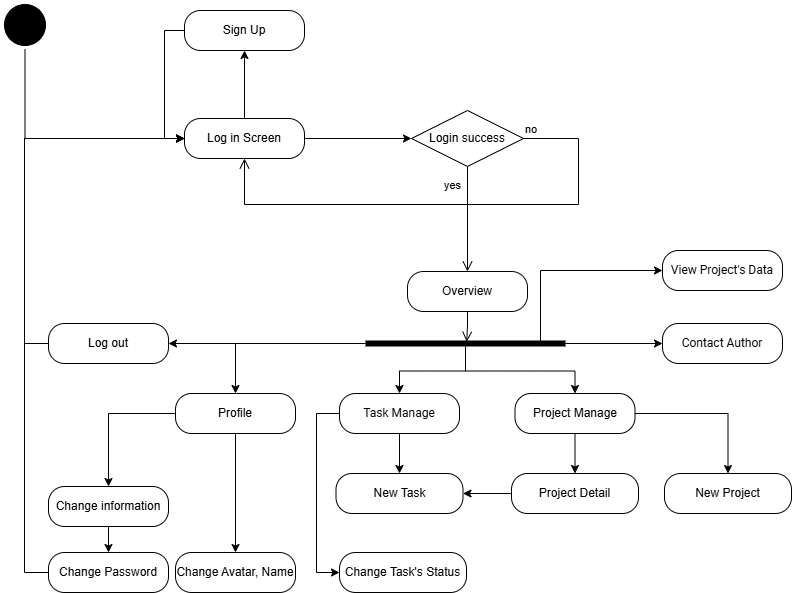 Sign Up
Log in Screen
Login success
no
yes
Overview
View Project's Data
Log out
Contact Author
Profile
Task Manage
Project Manage
Change information
New Task
Project Detail
New Project
Change Password
Change Avatar, Name
Change Task's Status